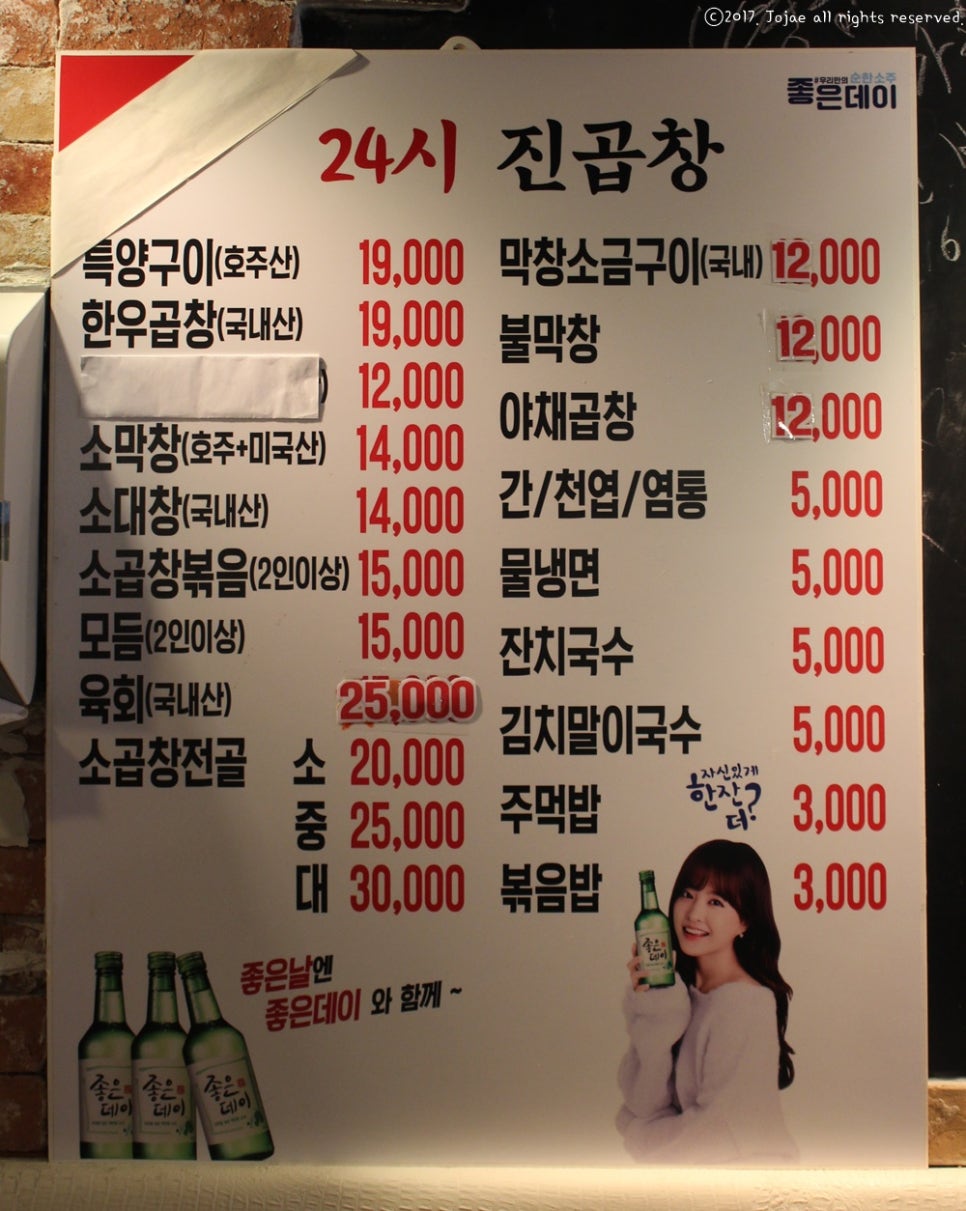 ©2017. Jojae all rights reserved.
#우리만의 순한소주
좋은데이
24시 진곱창
특양구이(호주산) 19,000
한우곱창(국내산) 19,000
) 12,000
소막창(호주+미국산) 14,000
소대창(국내산) 14,000
소곱창볶음(2인이상) 15,000
모듬(2인이상) 15,000
육회(국내산) 25,000
소곱창전골 소 20,000
중 25,000
대 30,000
막창소금구이(국내) 12,000
불막창 12,000
야채곱창 12,000
간/천엽/염통 5,000
물냉면 5,000
잔치국수 5,000
김치말이국수 5,000
주먹밥 3,000
볶음밥 3,000
자신있게
한잔
더?
좋은날엔
좋은데이 와 함께 ~
좋은데이
좋은데이
좋은데이
좋은데이
6